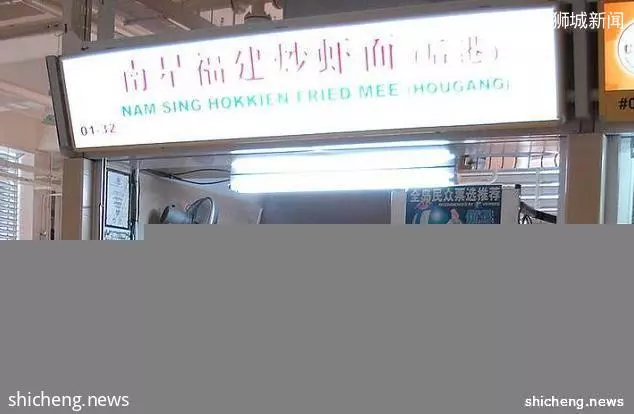 狮城新闻
南星福建炒虾面(后港)
NAM SING HOKKIEN FRIED MEE (HOUGANG)
01-32
全岛民众票选推荐
shicheng.news
shicheng.news